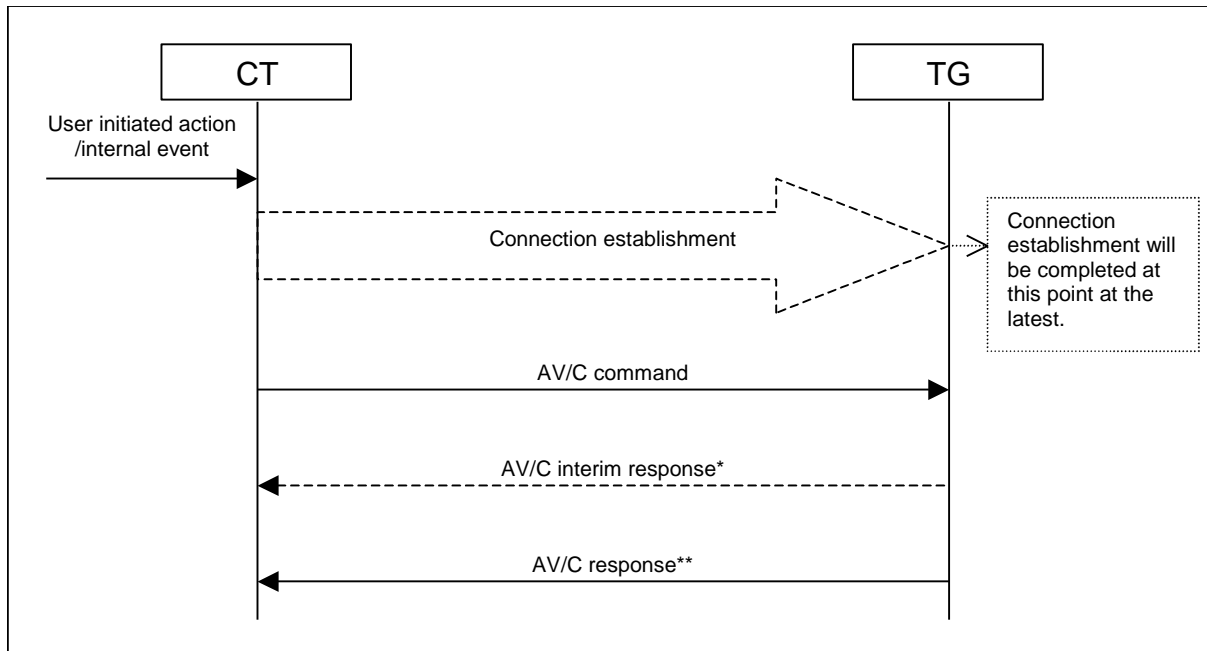 CT
TG
User initiated action
/internal event
Connection establishment
Connection
establishment will
be completed at
this point at the
latest.
AV/C command
AV/C interim response*
AV/C response**